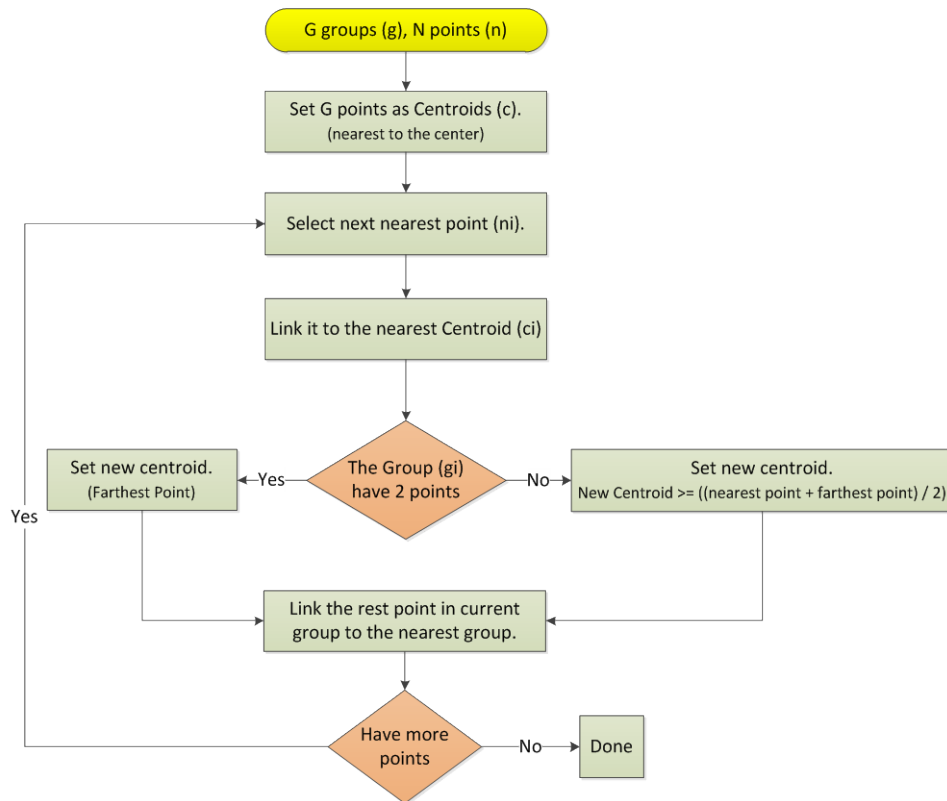 G groups (g), N points (n)
Set G points as Centroids (c).
(nearest to the center)
Select next nearest point (ni).
Link it to the nearest Centroid (ci)
The Group (gi)
have 2 points
Yes
No
Set new centroid.
(Farthest Point)
Set new centroid.
New Centroid >= ((nearest point + farthest point) / 2)
Yes
Link the rest point in current
group to the nearest group.
Have more
points
No
Done